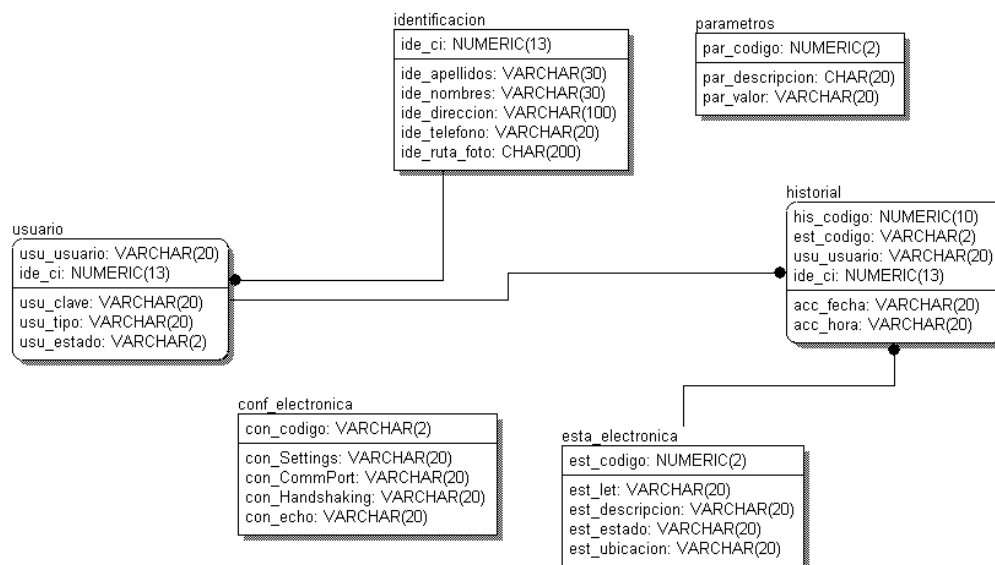 identificacion
ide_ci: NUMERIC(13)
ide_apellidos: VARCHAR(30)
ide_nombres: VARCHAR(30)
ide_direccion: VARCHAR(100)
ide_telefono: VARCHAR(20)
ide_ruta_foto: CHAR(200)
parametros
par_codigo: NUMERIC(2)
par_descripcion: CHAR(20)
par_valor: VARCHAR(20)
usuario
usu_usuario: VARCHAR(20)
ide_ci: NUMERIC(13)
usu_clave: VARCHAR(20)
usu_tipo: VARCHAR(20)
usu_estado: VARCHAR(2)
historial
his_codigo: NUMERIC(10)
est_codigo: VARCHAR(2)
usu_usuario: VARCHAR(20)
ide_ci: NUMERIC(13)
acc_fecha: VARCHAR(20)
acc_hora: VARCHAR(20)
conf_electronica
con_codigo: VARCHAR(2)
con_Settings: VARCHAR(20)
con_CommPort: VARCHAR(20)
con_Handshaking: VARCHAR(20)
con_echo: VARCHAR(20)
esta_electronica
est_codigo: NUMERIC(2)
est_let: VARCHAR(20)
est_descripcion: VARCHAR(20)
est_estado: VARCHAR(20)
est_ubicacion: VARCHAR(20)